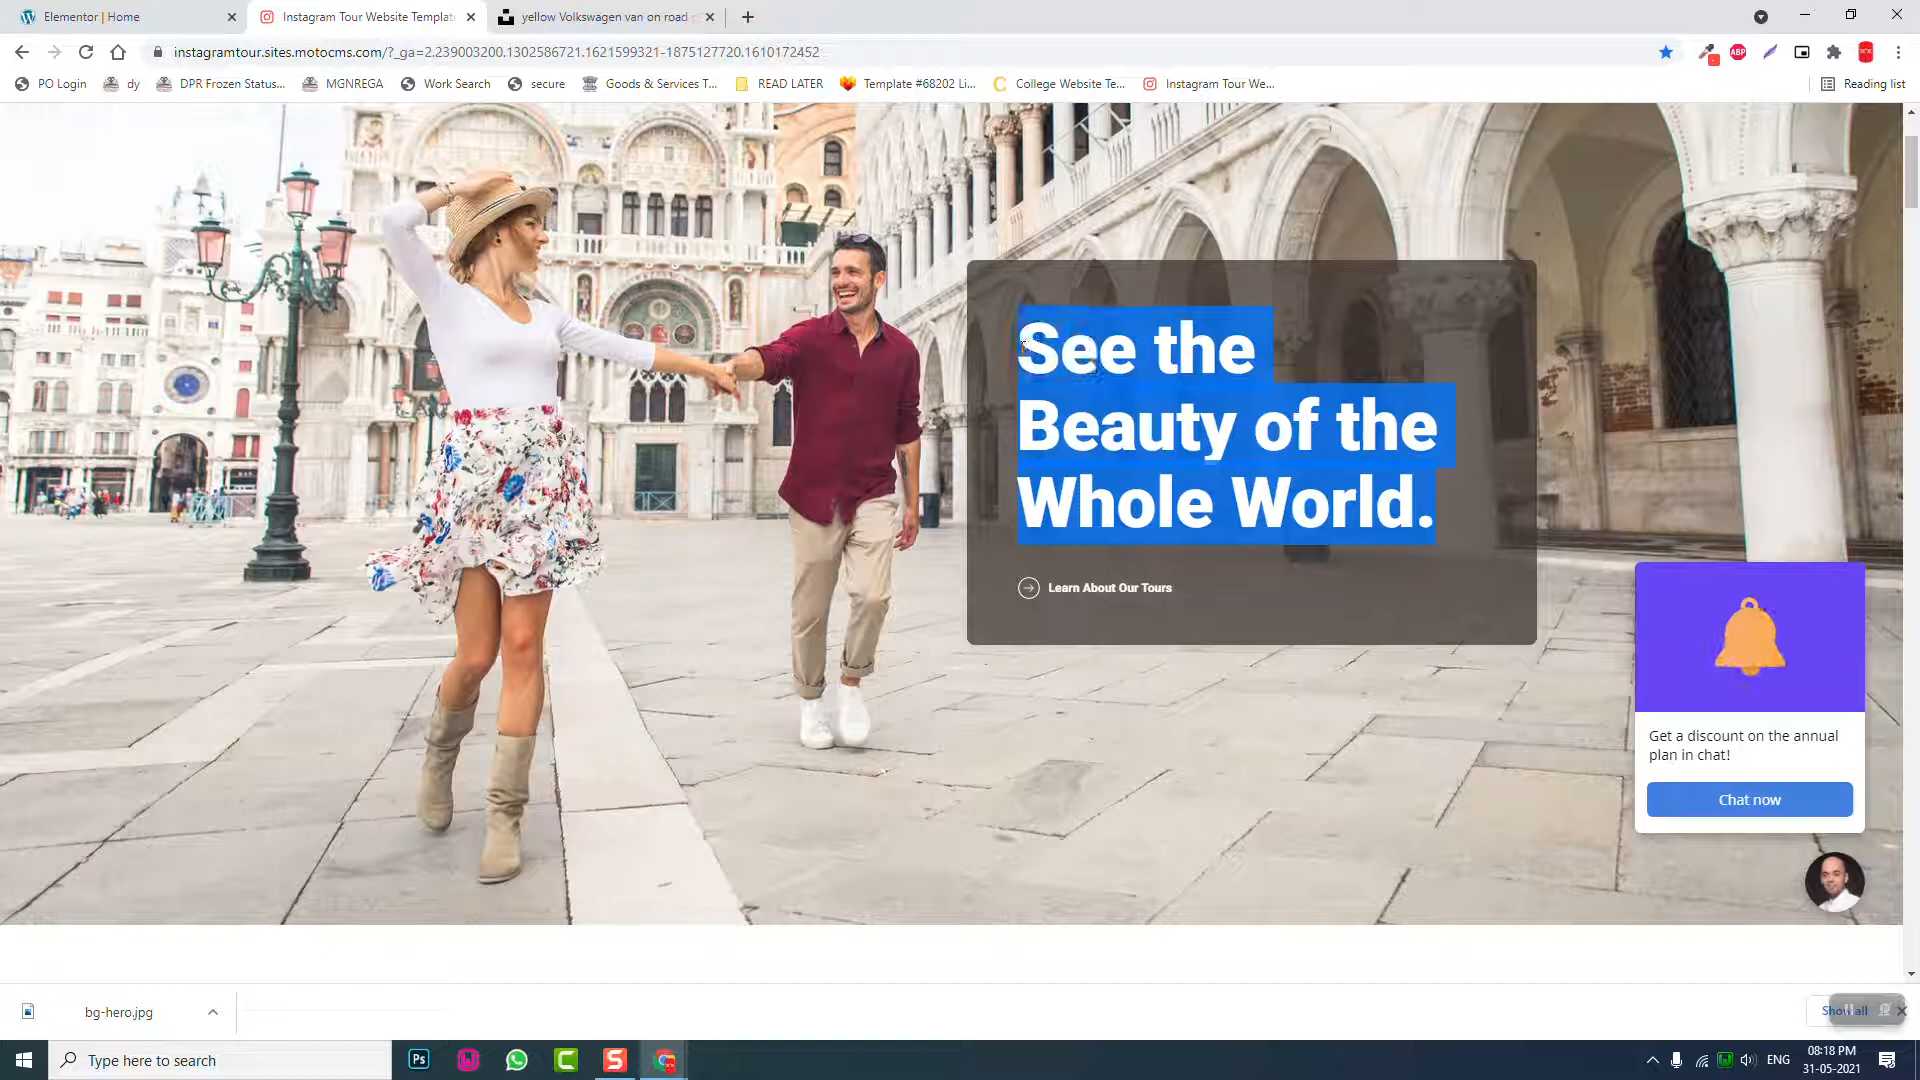 Elementor | Home
Instagram Tour Website Template
yellow Volkswagen van on road p
instagramtour.sites.motocms.com/?_ga=2.239003200.1302586721.1621599321-1875127720.1610172452
ABP
PO Login
dy
DPR Frozen Status...
MGNREGA
Work Search
secure
Goods & Services T...
READ LATER
Template #68202 Li...
College Website Te...
Instagram Tour We...
Reading list
See the
Beauty of the
Whole World.
Learn About Our Tours
Get a discount on the annual
plan in chat!
Chat now
bg-hero.jpg
Show all
Type here to search
Ps
ENG
08:18 PM
31-05-2021